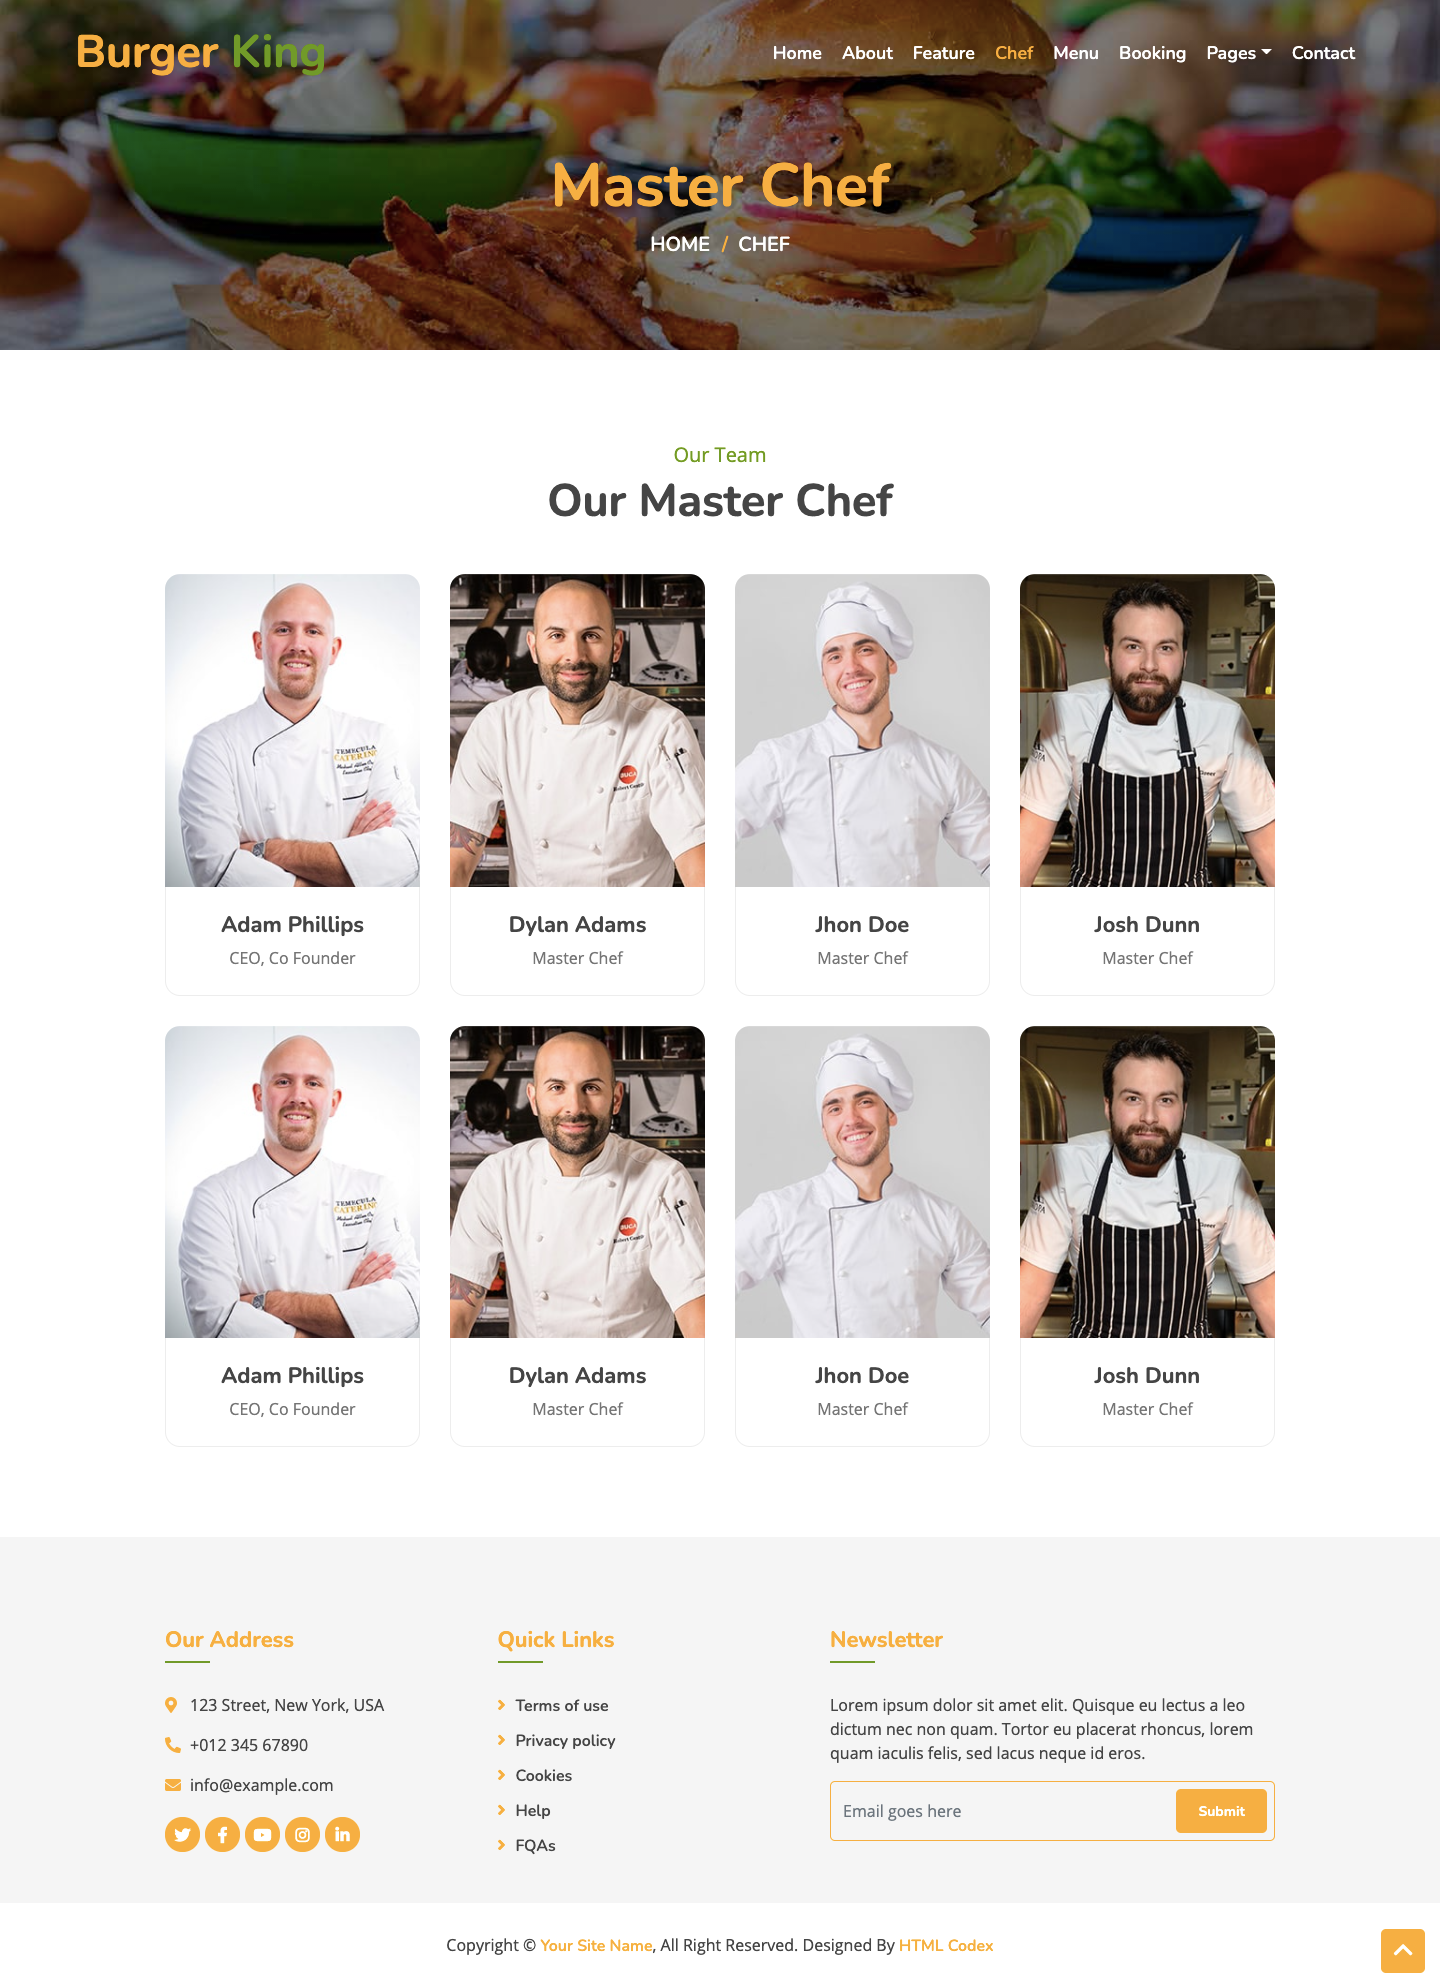 Burger King
Home About Feature Chef Menu Booking Pages Contact
Master Chef
HOME / CHEF
Our Team
Our Master Chef
TEMECULA
CATERING
BUCA
Adam Phillips
CEO, Co Founder
Dylan Adams
Master Chef
Jhon Doe
Master Chef
Josh Dunn
Master Chef
TEMECULA
CATERING
BUCA
Adam Phillips
CEO, Co Founder
Dylan Adams
Master Chef
Jhon Doe
Master Chef
Josh Dunn
Master Chef
Our Address
123 Street, New York, USA
+012 345 67890
info@example.com
Quick Links
Terms of use
Privacy policy
Cookies
Help
FQAs
Newsletter
Lorem ipsum dolor sit amet elit. Quisque eu lectus a leo
dictum nec non quam. Tortor eu placerat rhoncus, lorem
quam iaculis felis, sed lacus neque id eros.
Email goes here
Submit
Copyright © Your Site Name, All Right Reserved. Designed By HTML Codex